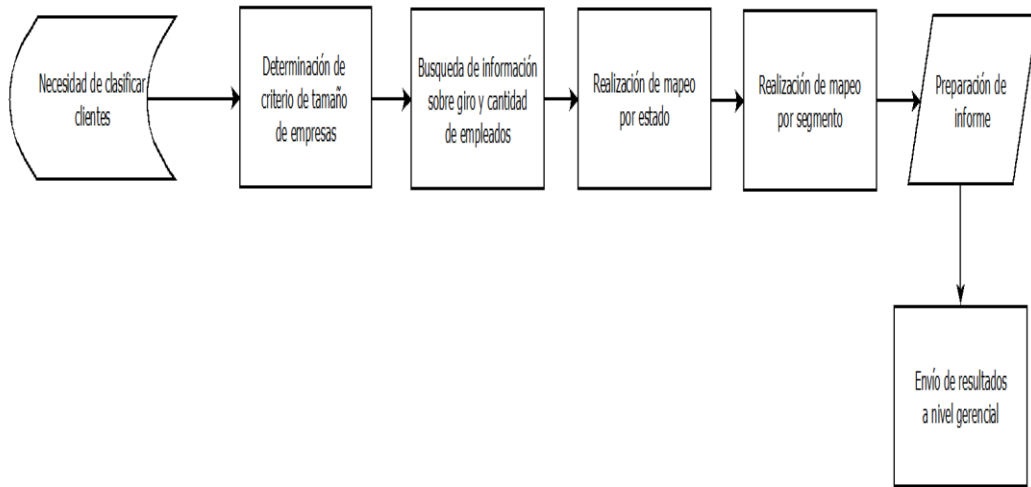 Necesidad de clasificar
clientes
Determinación de
criterio de tamaño
de empresas
Busqueda de información
sobre giro y cantidad
de empleados
Realización de mapeo
por estado
Realización de mapeo
por segmento
Preparación de
informe
Envío de resultados
a nivel gerencial